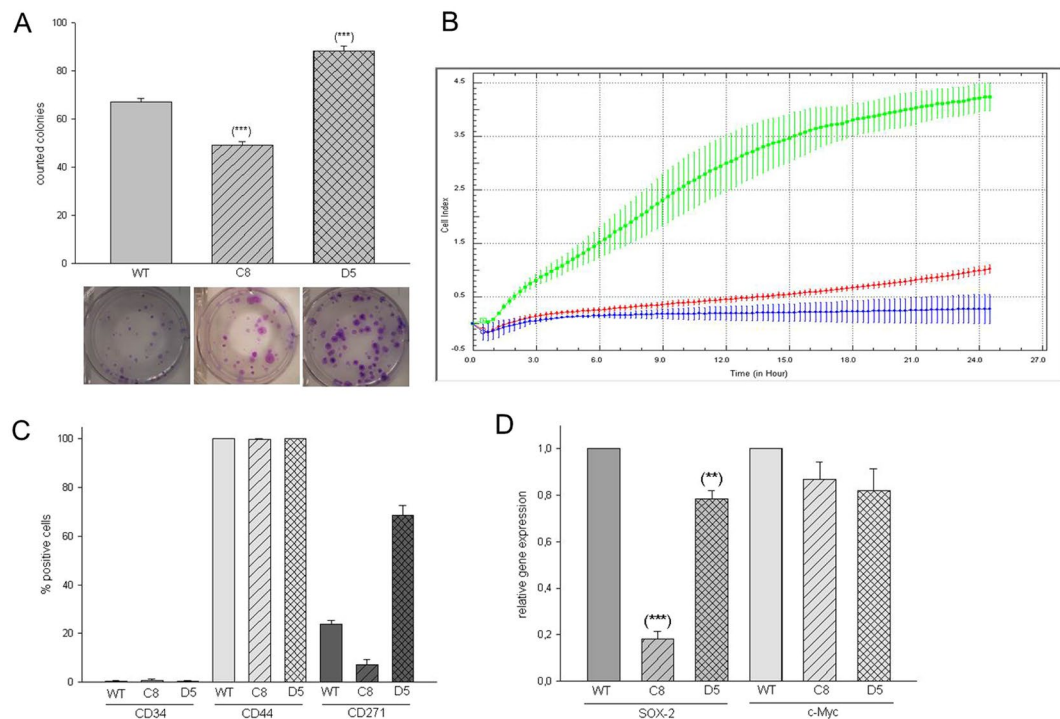 A
counted colonies
100
80
60
40
20
0
(***)
(***)
WT C8 D5
B
Cell Index
4.5
3.5
2.5
1.5
0.5
-0.5
0.0 3.0 6.0 9.0 12.0 15.0 18.0 21.0 24.0 27.0
Time (in Hour)
C
% positive cells
100
80
60
40
20
0
WT C8 D5 WT C8 D5 WT C8 D5
CD34 CD44 CD271
D
relative gene expression
1,0
0,8
0,6
0,4
0,2
0,0
(***)
(**)
WT C8 D5 WT C8 D5
SOX-2 c-Myc